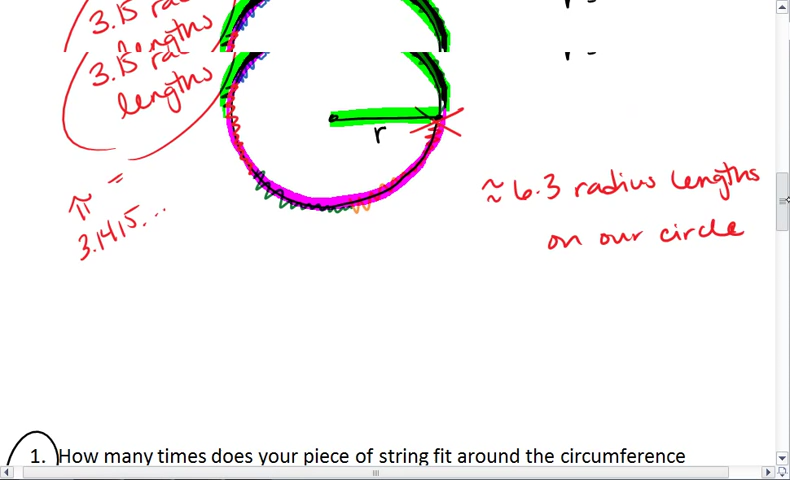 3.15 rad
lengths
3.15 rad
lengths
r
π =
3.1415...
≈ 6.3 radius lengths
on our circle
1. How many times does your piece of string fit around the circumference